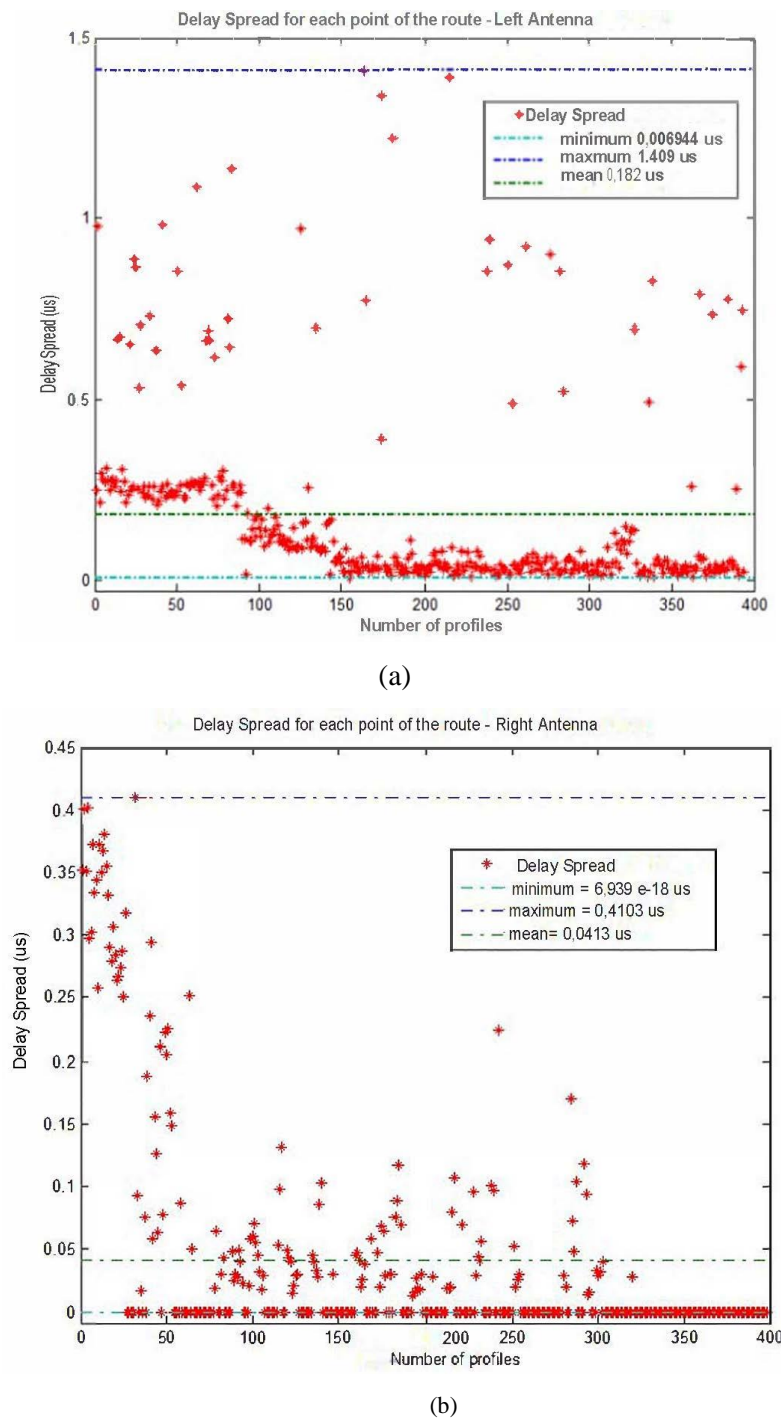 Delay Spread for each point of the route - Left Antenna
1.5
Delay Spread
minimum 0,006944 us
maxmum 1.409 us
mean 0,182 us
1
Delay Spread (us)
0.5
0
0 50 100 150 200 250 300 350 400
Number of profiles
(a)
Delay Spread for each point of the route - Right Antenna
0.45
0.4
Delay Spread
minimum = 6,939 e-18 us
maximum = 0,4103 us
mean= 0,0413 us
0.35
0.3
0.25
Delay Spread (us)
0.2
0.15
0.1
0.05
0
0 50 100 150 200 250 300 350 400
Number of profiles
(b)